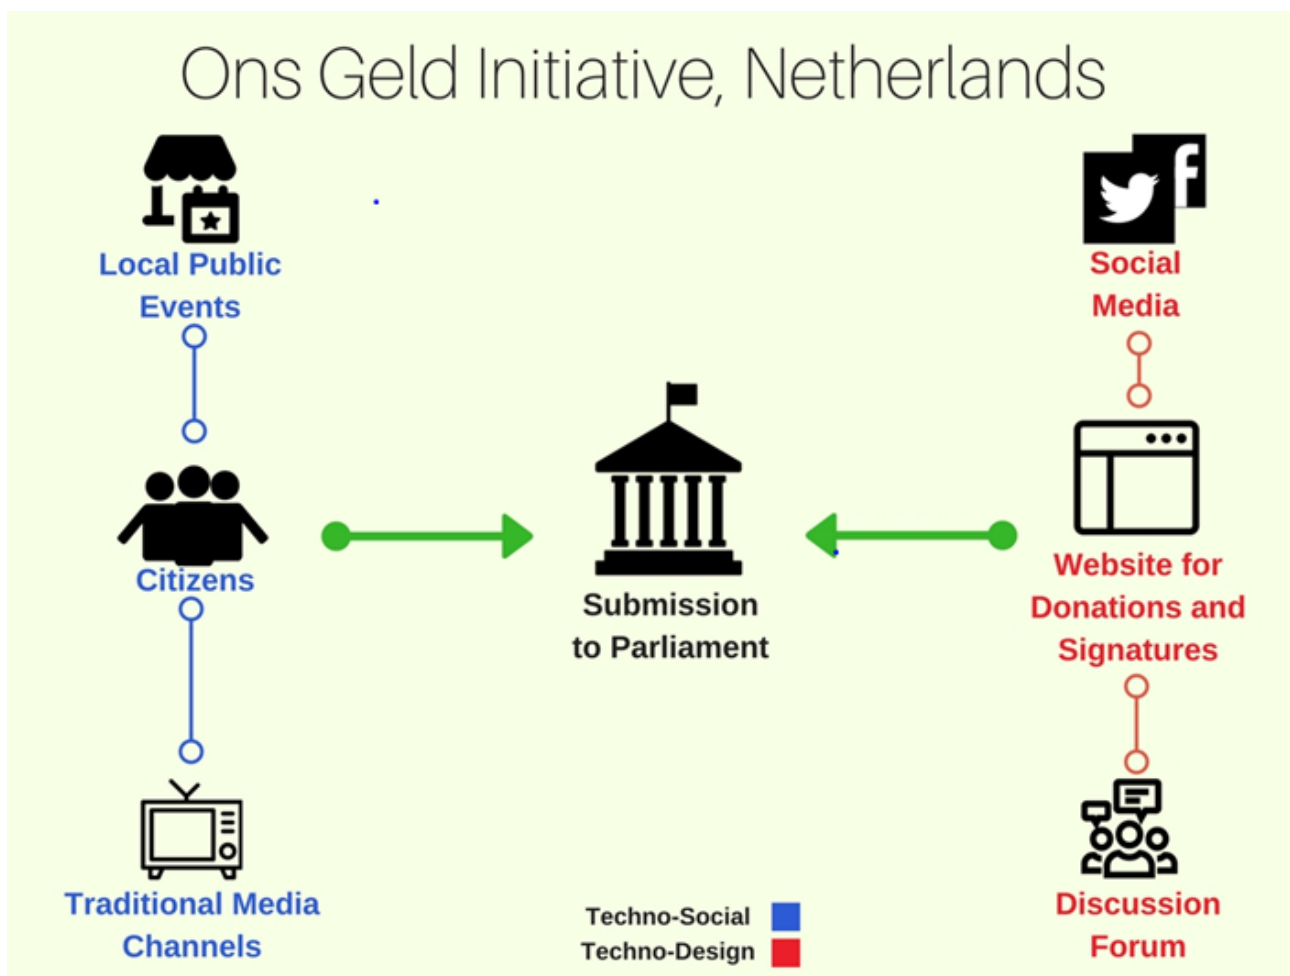 Ons Geld Initiative, Netherlands
Local Public
Events
Citizens
Traditional Media
Channels
Submission
to Parliament
Social
Media
Website for
Donations and
Signatures
Discussion
Forum
Techno-Social
Techno-Design